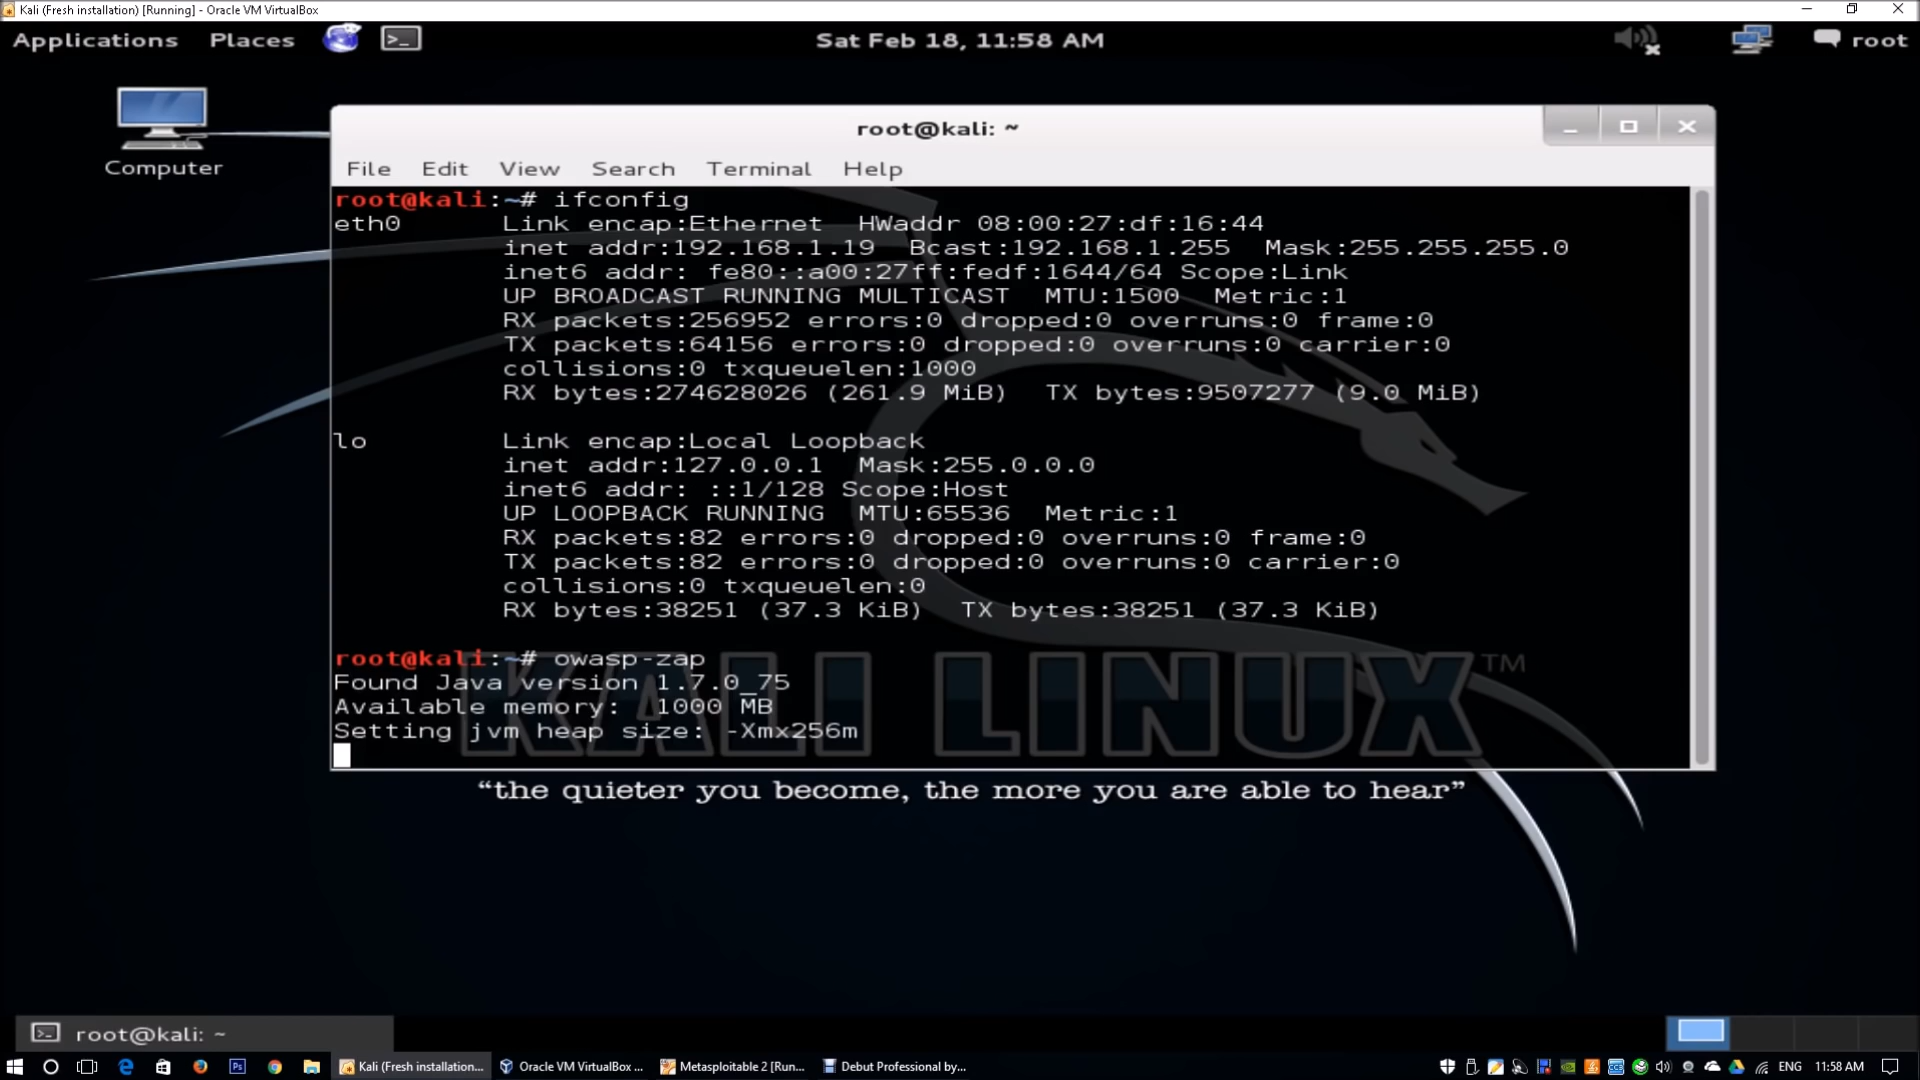 Kali (Fresh installation) [Running] - Oracle VM VirtualBox
Applications Places Sat Feb 18, 11:58 AM root
Computer
root@kali: ~
File Edit View Search Terminal Help
root@kali:~# ifconfig
eth0 Link encap:Ethernet HWaddr 08:00:27:df:16:44
inet addr:192.168.1.19 Bcast:192.168.1.255 Mask:255.255.255.0
inet6 addr: fe80::a00:27ff:fedf:1644/64 Scope:Link
UP BROADCAST RUNNING MULTICAST MTU:1500 Metric:1
RX packets:256952 errors:0 dropped:0 overruns:0 frame:0
TX packets:64156 errors:0 dropped:0 overruns:0 carrier:0
collisions:0 txqueuelen:1000
RX bytes:274628026 (261.9 MiB) TX bytes:9507277 (9.0 MiB)
lo Link encap:Local Loopback
inet addr:127.0.0.1 Mask:255.0.0.0
inet6 addr: ::1/128 Scope:Host
UP LOOPBACK RUNNING MTU:65536 Metric:1
RX packets:82 errors:0 dropped:0 overruns:0 frame:0
TX packets:82 errors:0 dropped:0 overruns:0 carrier:0
collisions:0 txqueuelen:0
RX bytes:38251 (37.3 KiB) TX bytes:38251 (37.3 KiB)
root@kali:~# owasp-zap
Found Java version 1.7.0_75
Available memory: 1000 MB
Setting jvm heap size: -Xmx256m
KALI LINUX™
“the quieter you become, the more you are able to hear”
root@kali: ~
Kali (Fresh installation... Oracle VM VirtualBox ... Metasploitable 2 [Run... Debut Professional by... ENG 11:58 AM